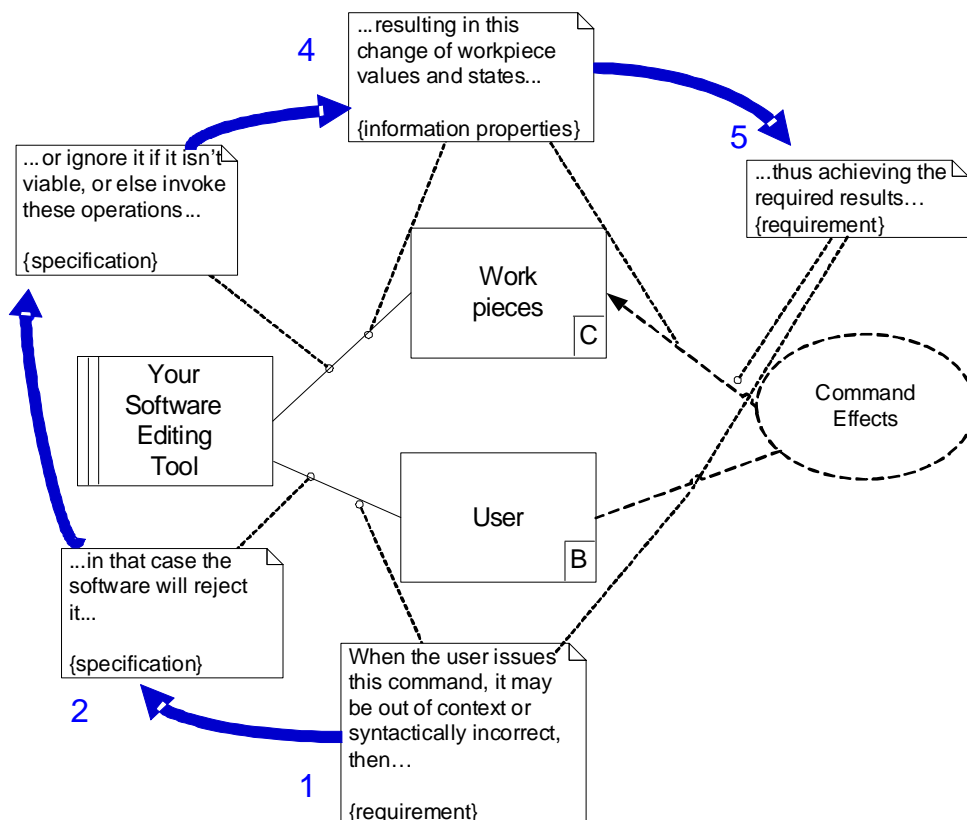 4
...resulting in this
change of workpiece
values and states...
{information properties}
5
...thus achieving the
required results…
{requirement}
...or ignore it if it isn't
viable, or else invoke
these operations...
{specification}
Work
pieces
C
Your
Software
Editing
Tool
Command
Effects
User
B
...in that case the
software will reject
it...
{specification}
2
When the user issues
this command, it may
be out of context or
syntactically incorrect,
then…
{requirement}
1